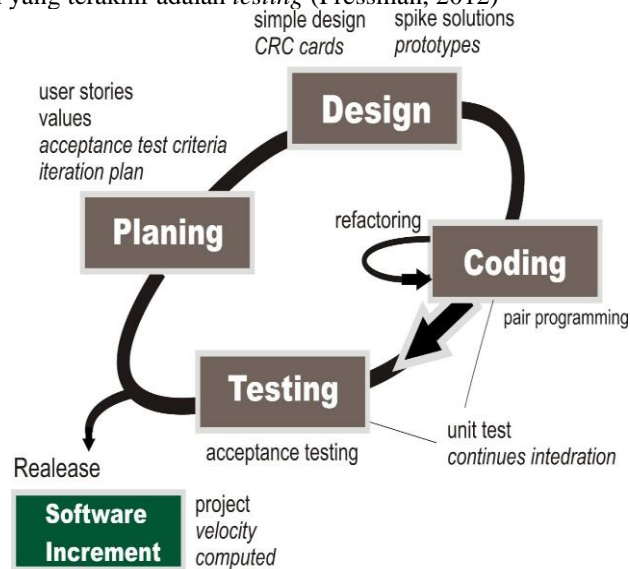 yang terakhir adalah testing (Pressman, 2012)
simple design
CRC cards
spike solutions
prototypes
Design
user stories
values
acceptance test criteria
iteration plan
Planing
refactoring
Coding
pair programming
Testing
acceptance testing
unit test
continues intedration
Realease
Software
Increment
project
velocity
computed